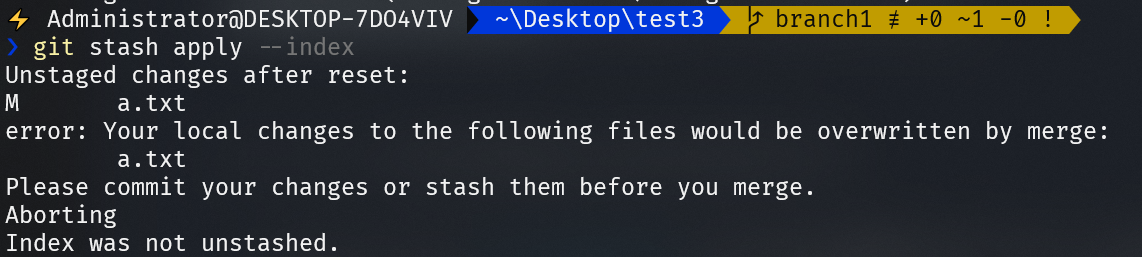 ⚡ Administrator@DESKTOP-7DO4VIV ~\Desktop\test3 branch1 ≢ +0 ~1 -0 !
❯ git stash apply --index
Unstaged changes after reset:
M       a.txt
error: Your local changes to the following files would be overwritten by merge:
        a.txt
Please commit your changes or stash them before you merge.
Aborting
Index was not unstashed.